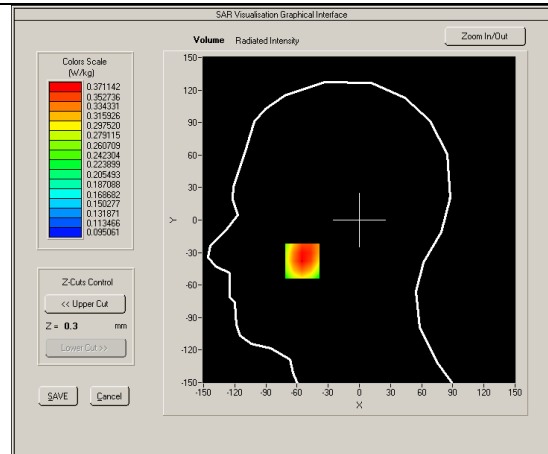 SAR Visualisation Graphical Interface
Volume Radiated Intensity
Zoom In/Out
Colors Scale
(W/kg)
0.371142
0.352736
0.334331
0.315926
0.297520
0.279115
0.260709
0.242304
0.223899
0.205493
0.187088
0.168682
0.150277
0.131871
0.113466
0.095061
Z-Cuts Control
<< Upper Cut
Z = 0.3 mm
Lower Cut >>
SAVE Cancel
150-
120-
90-
60-
30-
0-
-30-
-60-
-90-
-120-
-150-
Y
-150 -120 -90 -60 -30 0 30 60 90 120 150
X